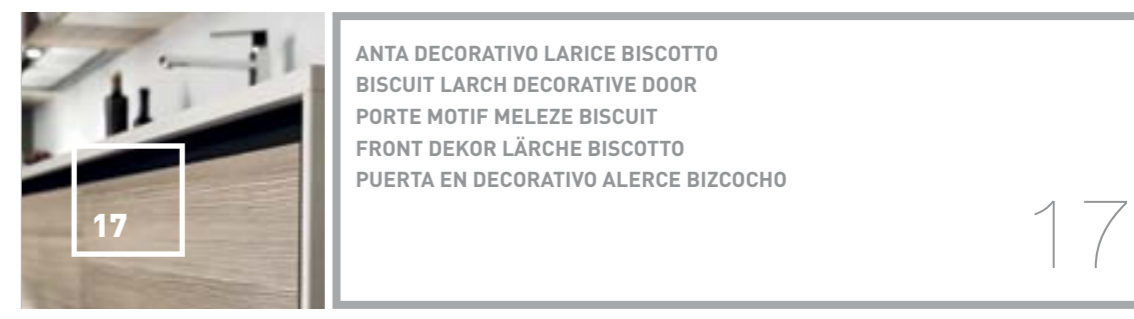 17
ANTA DECORATIVO LARICE BISCOTTO
BISCUIT LARCH DECORATIVE DOOR
PORTE MOTIF MELEZE BISCUIT
FRONT DEKOR LÄRCHE BISCOTTO
PUERTA EN DECORATIVO ALERCE BIZCOCHO
17